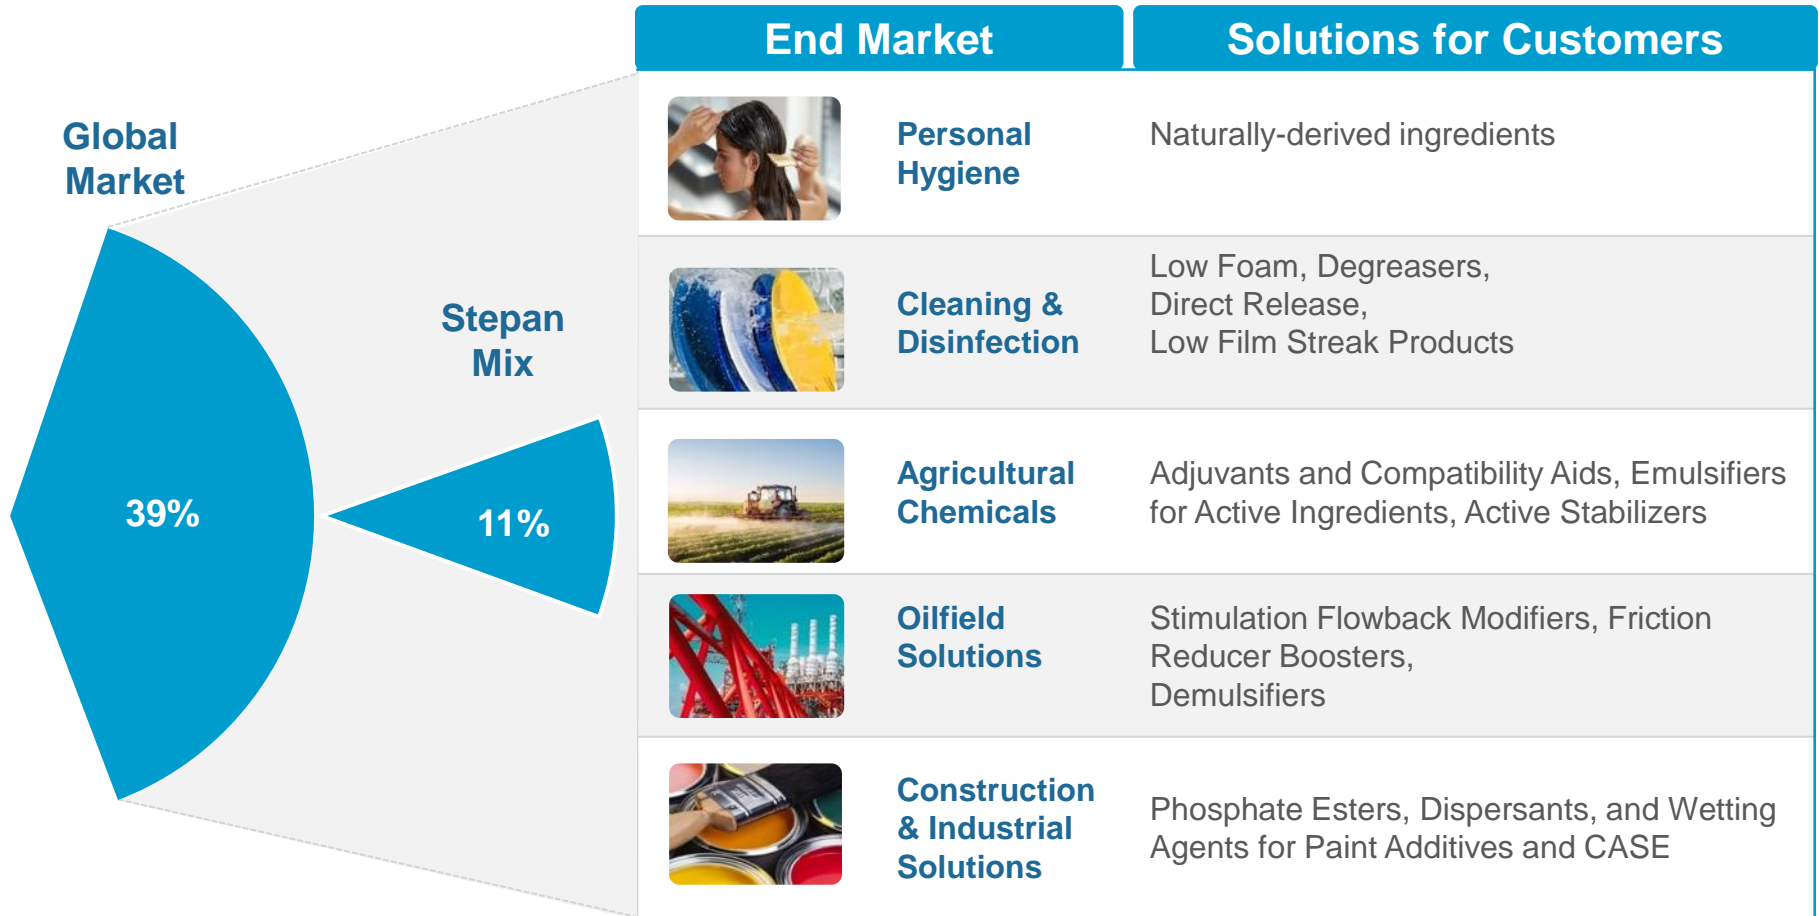 End Market
Solutions for Customers
Global
Market
39%
Stepan
Mix
11%
Personal
Hygiene
Naturally-derived ingredients
Cleaning &
Disinfection
Low Foam, Degreasers,
Direct Release,
Low Film Streak Products
Agricultural
Chemicals
Adjuvants and Compatibility Aids, Emulsifiers
for Active Ingredients, Active Stabilizers
Oilfield
Solutions
Stimulation Flowback Modifiers, Friction
Reducer Boosters,
Demulsifiers
Construction
& Industrial
Solutions
Phosphate Esters, Dispersants, and Wetting
Agents for Paint Additives and CASE